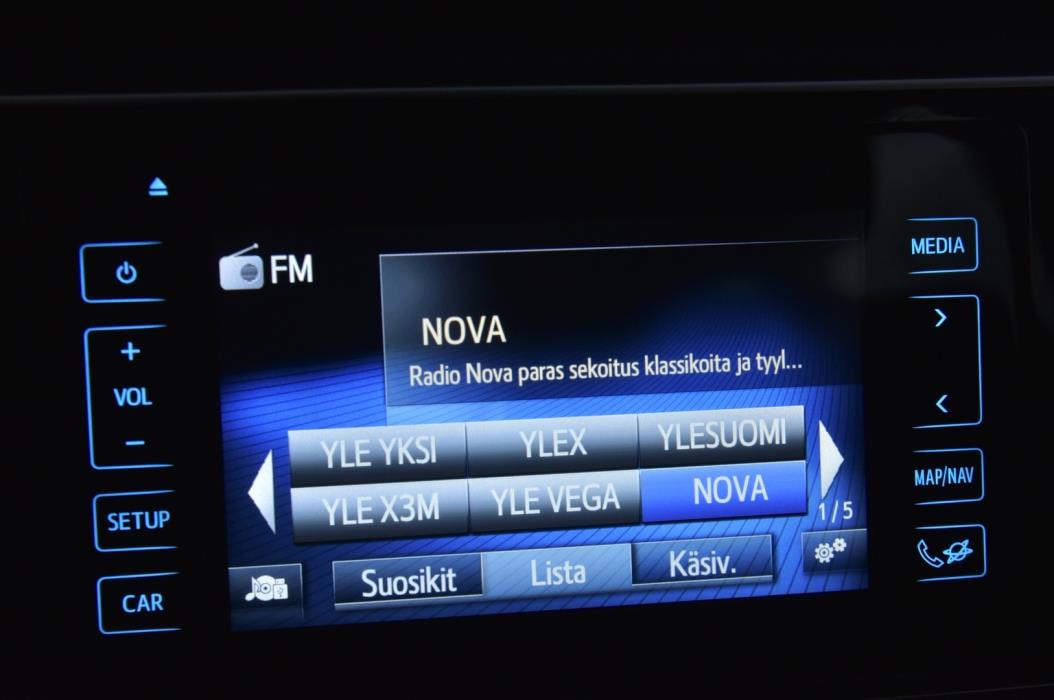 FM
NOVA
Radio Nova paras sekoitus klassikoita ja tyyl...
YLE YKSI YLEX YLESUOMI
YLE X3M YLE VEGA NOVA
1/5
Suosikit Lista Käsiv.
+
VOL
−
SETUP
CAR
MEDIA
>
<
MAP/NAV